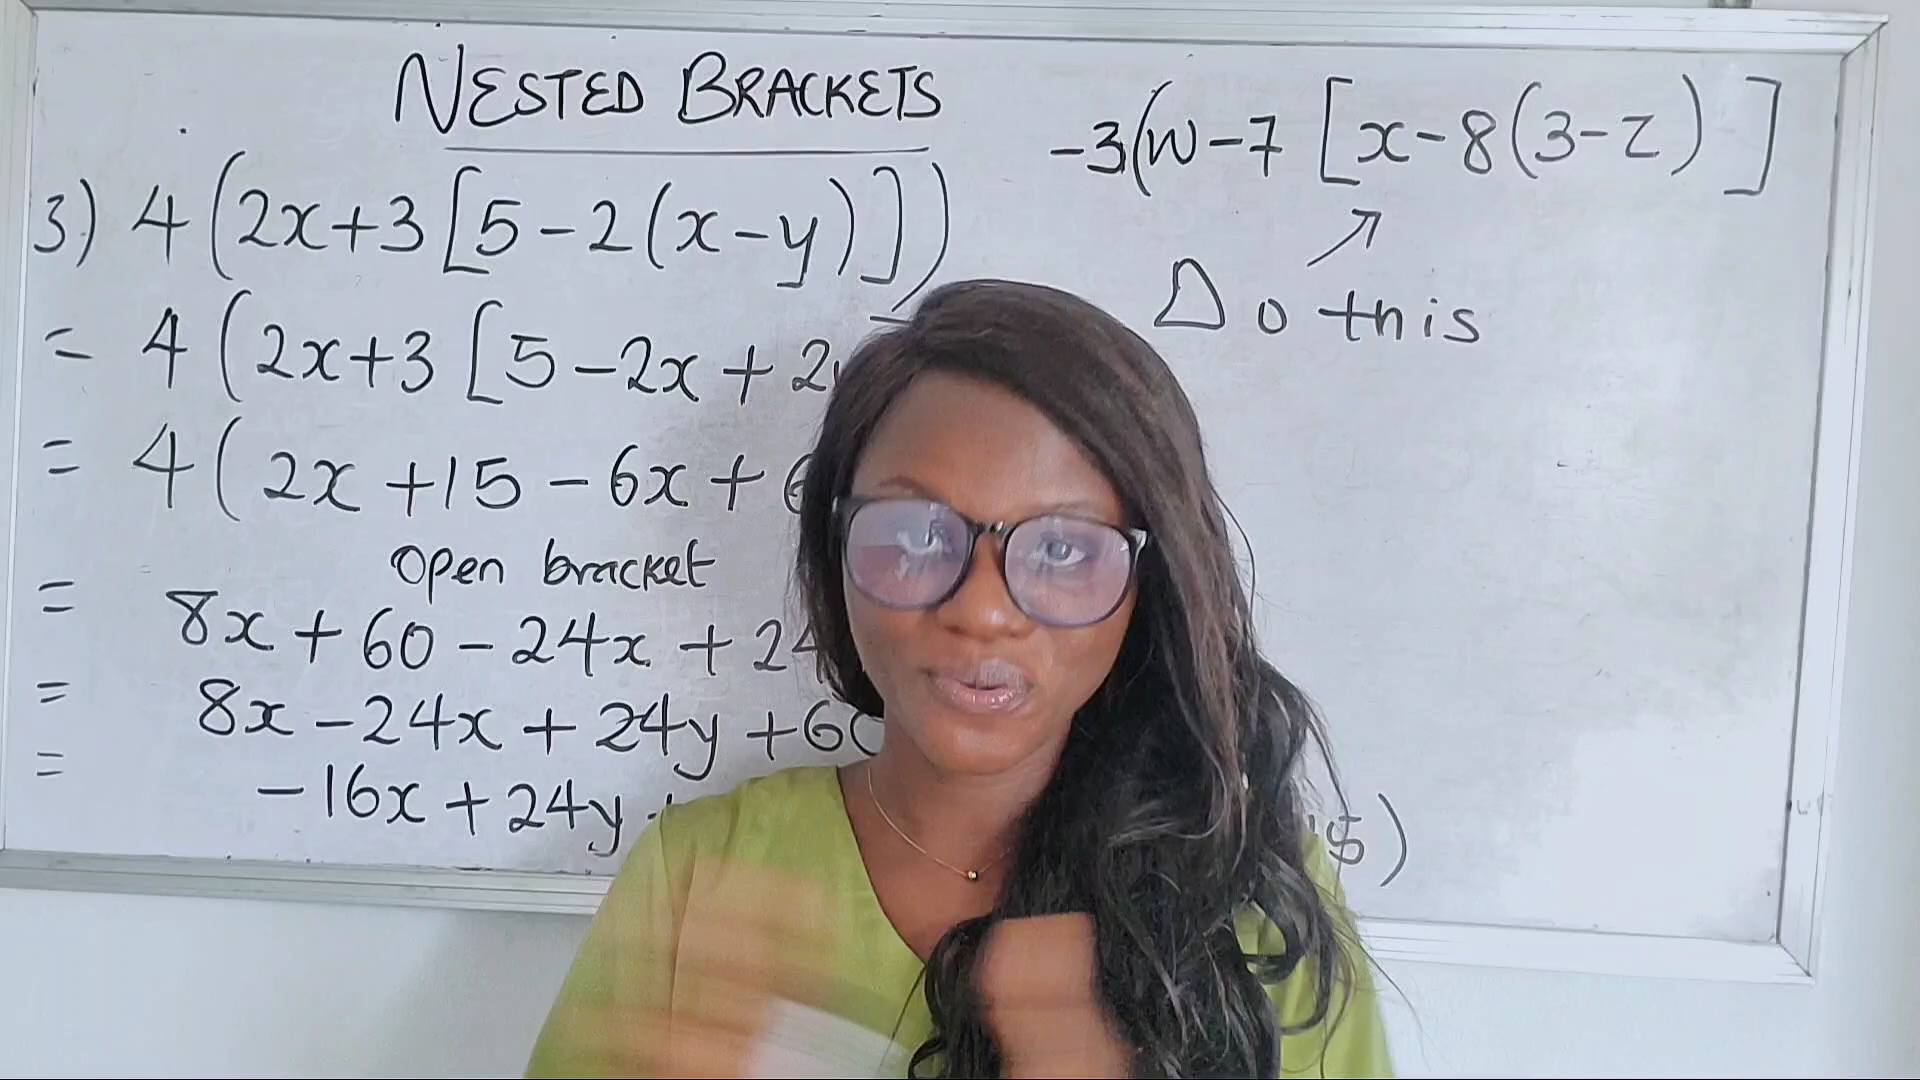 NESTED BRACKETS
3) 4(2x+3[5-2(x-y)])
= 4(2x+3[5-2x+2
= 4(2x+15-6x+6
open bracket
= 8x+60-24x+24
= 8x-24x+24y+60
= -16x+24y
-3(w-7[x-8(3-z)]
Do this